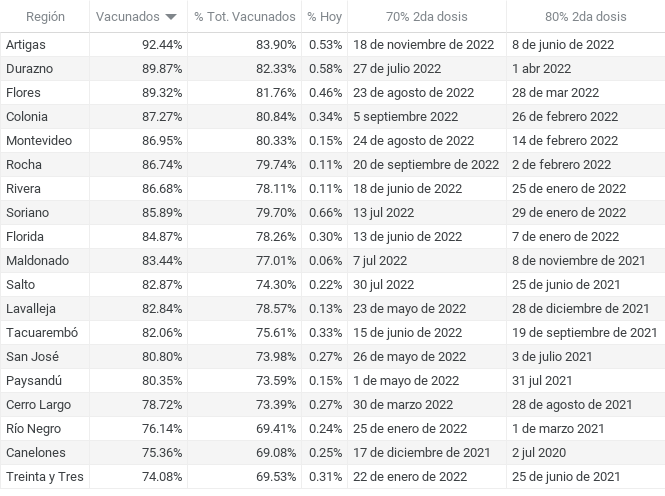 Región Vacunados % Tot. Vacunados % Hoy 70% 2da dosis 80% 2da dosis
Artigas 92.44% 83.90% 0.53% 18 de noviembre de 2022 8 de junio de 2022
Durazno 89.87% 82.33% 0.58% 27 de julio 2022 1 abr 2022
Flores 89.32% 81.76% 0.46% 23 de agosto de 2022 28 de mar 2022
Colonia 87.27% 80.84% 0.34% 5 septiembre 2022 26 de febrero 2022
Montevideo 86.95% 80.33% 0.15% 24 de agosto de 2022 14 de febrero 2022
Rocha 86.74% 79.74% 0.11% 20 de septiembre de 2022 2 de febrero 2022
Rivera 86.68% 78.11% 0.11% 18 de junio de 2022 25 de enero de 2022
Soriano 85.89% 79.70% 0.66% 13 jul 2022 29 de enero de 2022
Florida 84.87% 78.26% 0.30% 13 de junio de 2022 7 de enero de 2022
Maldonado 83.44% 77.01% 0.06% 7 jul 2022 8 de noviembre de 2021
Salto 82.87% 74.30% 0.22% 30 jul 2022 25 de junio de 2021
Lavalleja 82.84% 78.57% 0.13% 23 de mayo de 2022 28 de diciembre de 2021
Tacuarembó 82.06% 75.61% 0.33% 15 de junio de 2022 19 de septiembre de 2021
San José 80.80% 73.98% 0.27% 26 de mayo de 2022 3 de julio 2021
Paysandú 80.35% 73.59% 0.15% 1 de mayo de 2022 31 jul 2021
Cerro Largo 78.72% 73.39% 0.27% 30 de marzo 2022 28 de agosto de 2021
Río Negro 76.14% 69.41% 0.24% 25 de enero de 2022 1 de marzo 2021
Canelones 75.36% 69.08% 0.25% 17 de diciembre de 2021 2 jul 2020
Treinta y Tres 74.08% 69.53% 0.31% 22 de enero de 2022 25 de junio de 2021